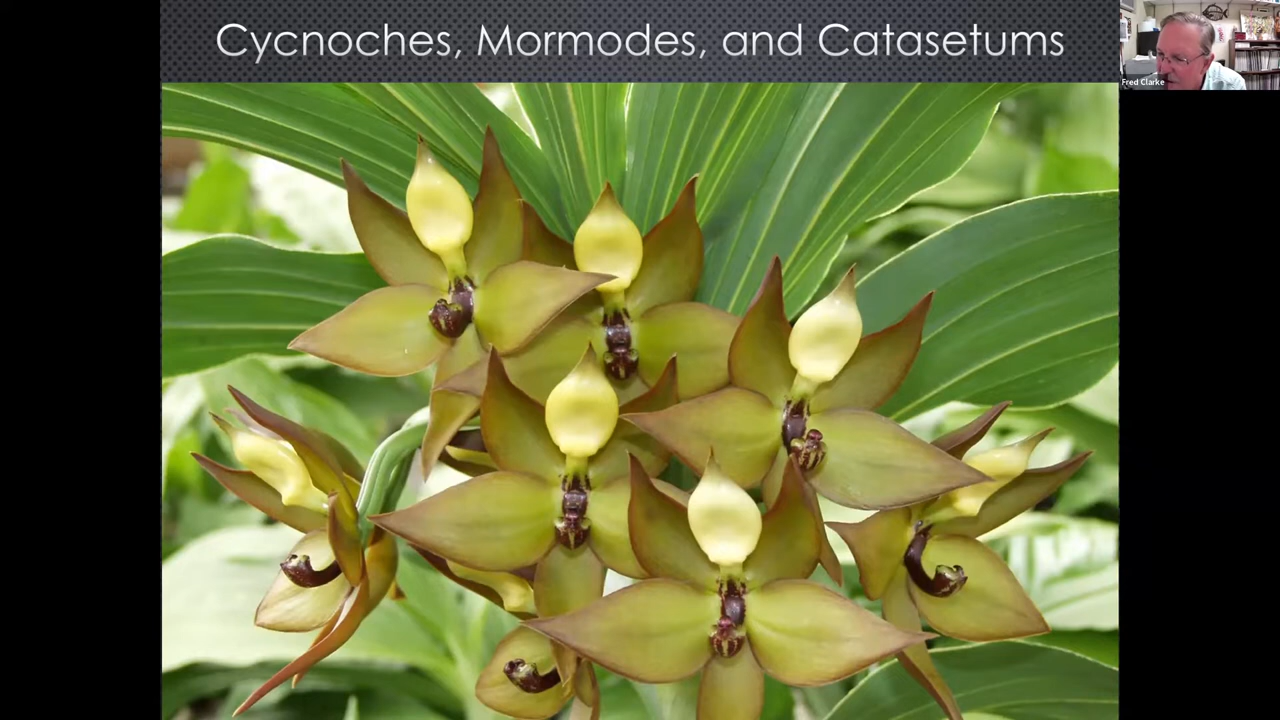 Cycnoches, Mormodes, and Catasetums
Fred Clarke